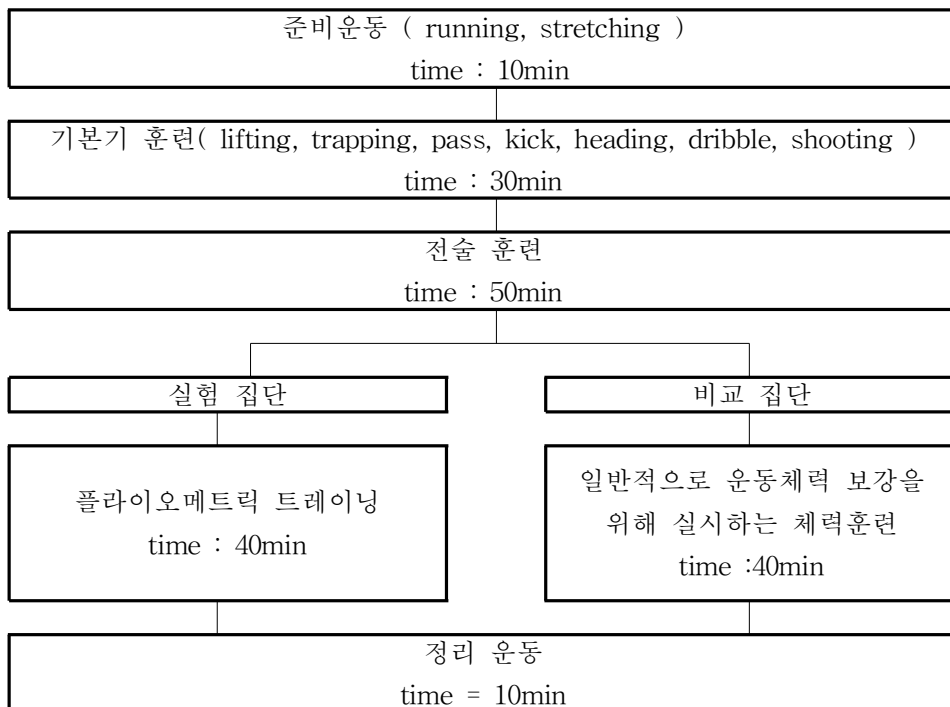 준비운동 ( running, stretching )
time : 10min
기본기 훈련( lifting, trapping, pass, kick, heading, dribble, shooting )
time : 30min
전술 훈련
time : 50min
실험 집단
비교 집단
플라이오메트릭 트레이닝
time : 40min
일반적으로 운동체력 보강을
위해 실시하는 체력훈련
time :40min
정리 운동
time = 10min